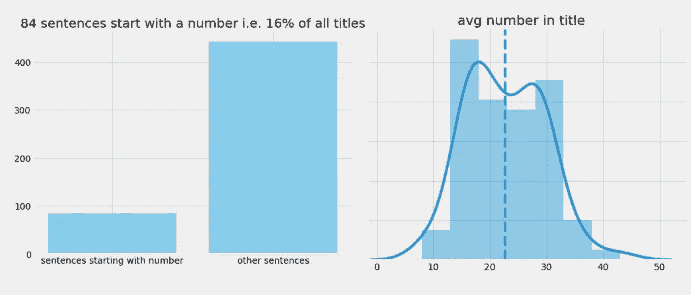 84 sentences start with a number i.e. 16% of all titles
400
300
200
100
0
sentences starting with number
other sentences
avg number in title
0
10
20
30
40
50